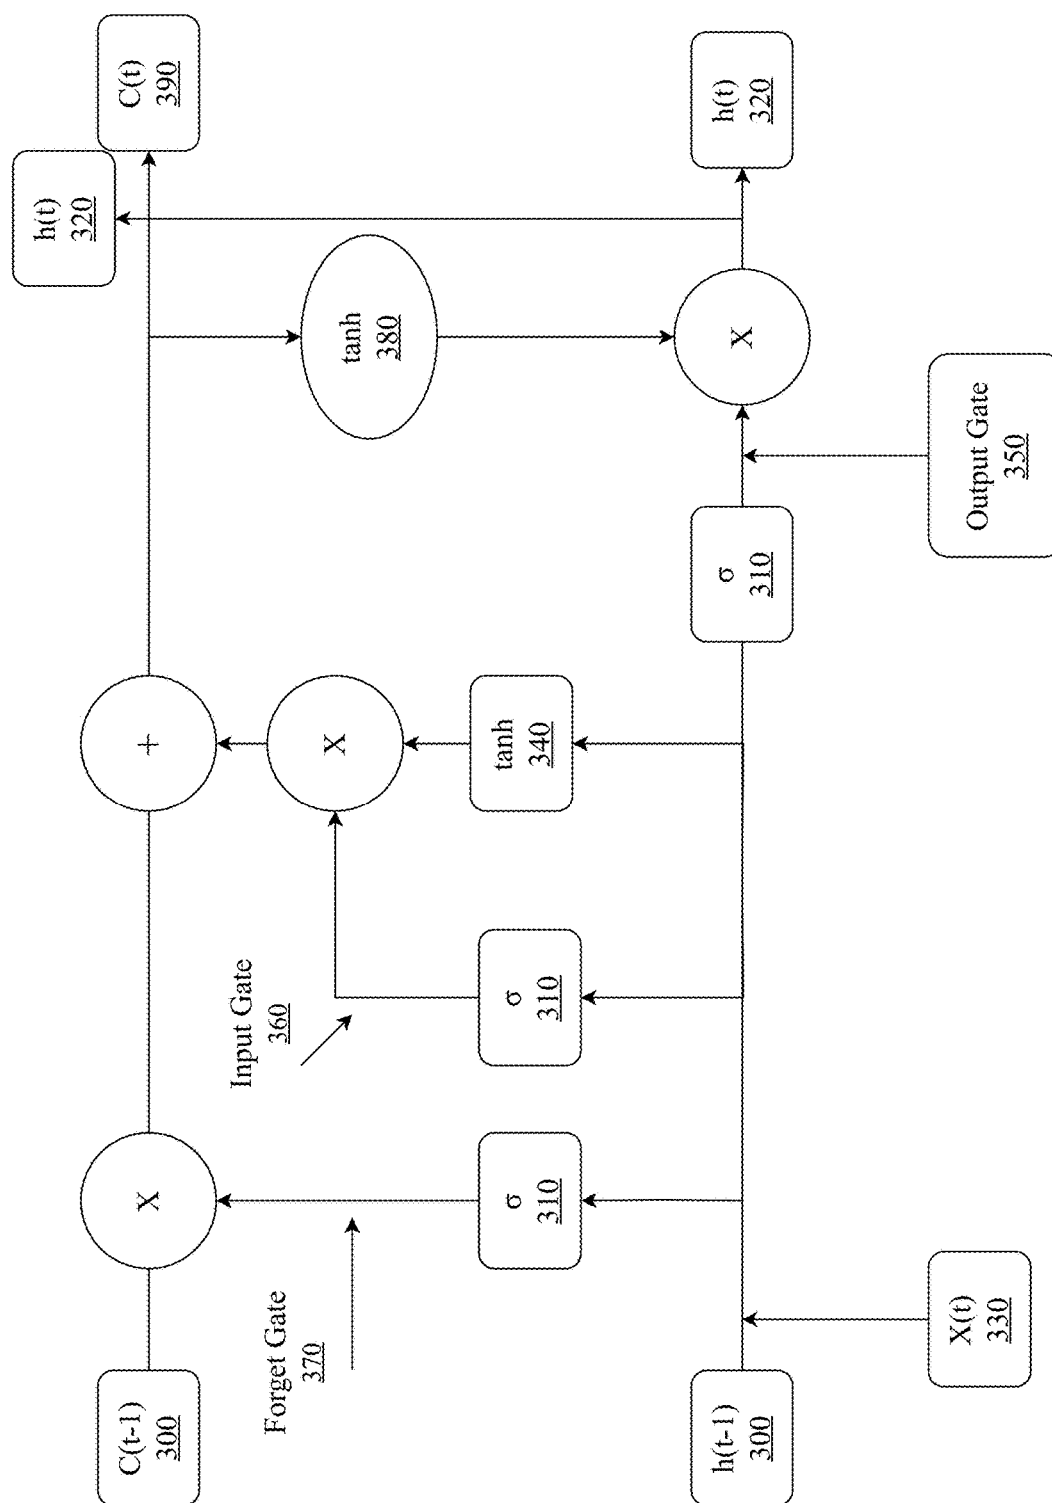 C(t-1)
300
X
+
h(t)
320
C(t)
390
Forget Gate
370
Input Gate
360
X
tanh
380
σ
310
σ
310
tanh
340
h(t-1)
300
σ
310
X
h(t)
320
X(t)
330
Output Gate
350